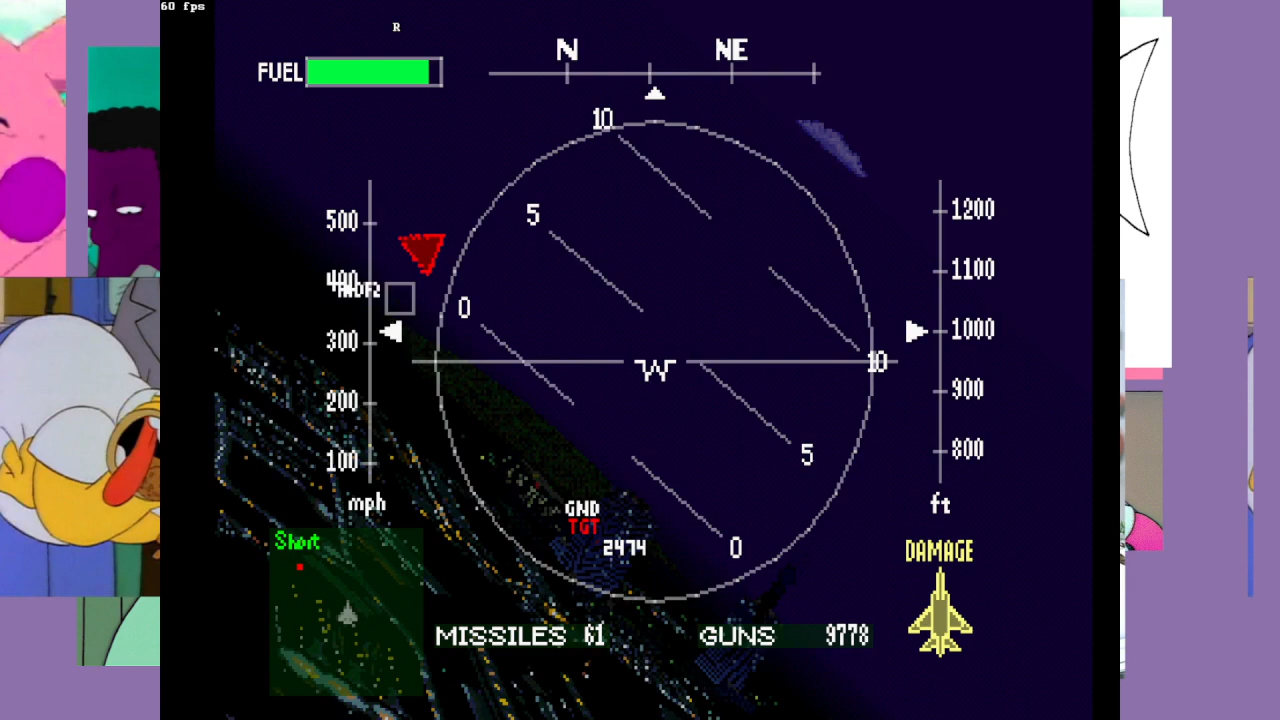 60 fps
R
N NE
FUEL
10
500
5
1200
400
1100
0
300
1000
10
200
900
5
100
800
mph
GND
TGT
2474
0
ft
Short
DAMAGE
MISSILES 61
GUNS 9778